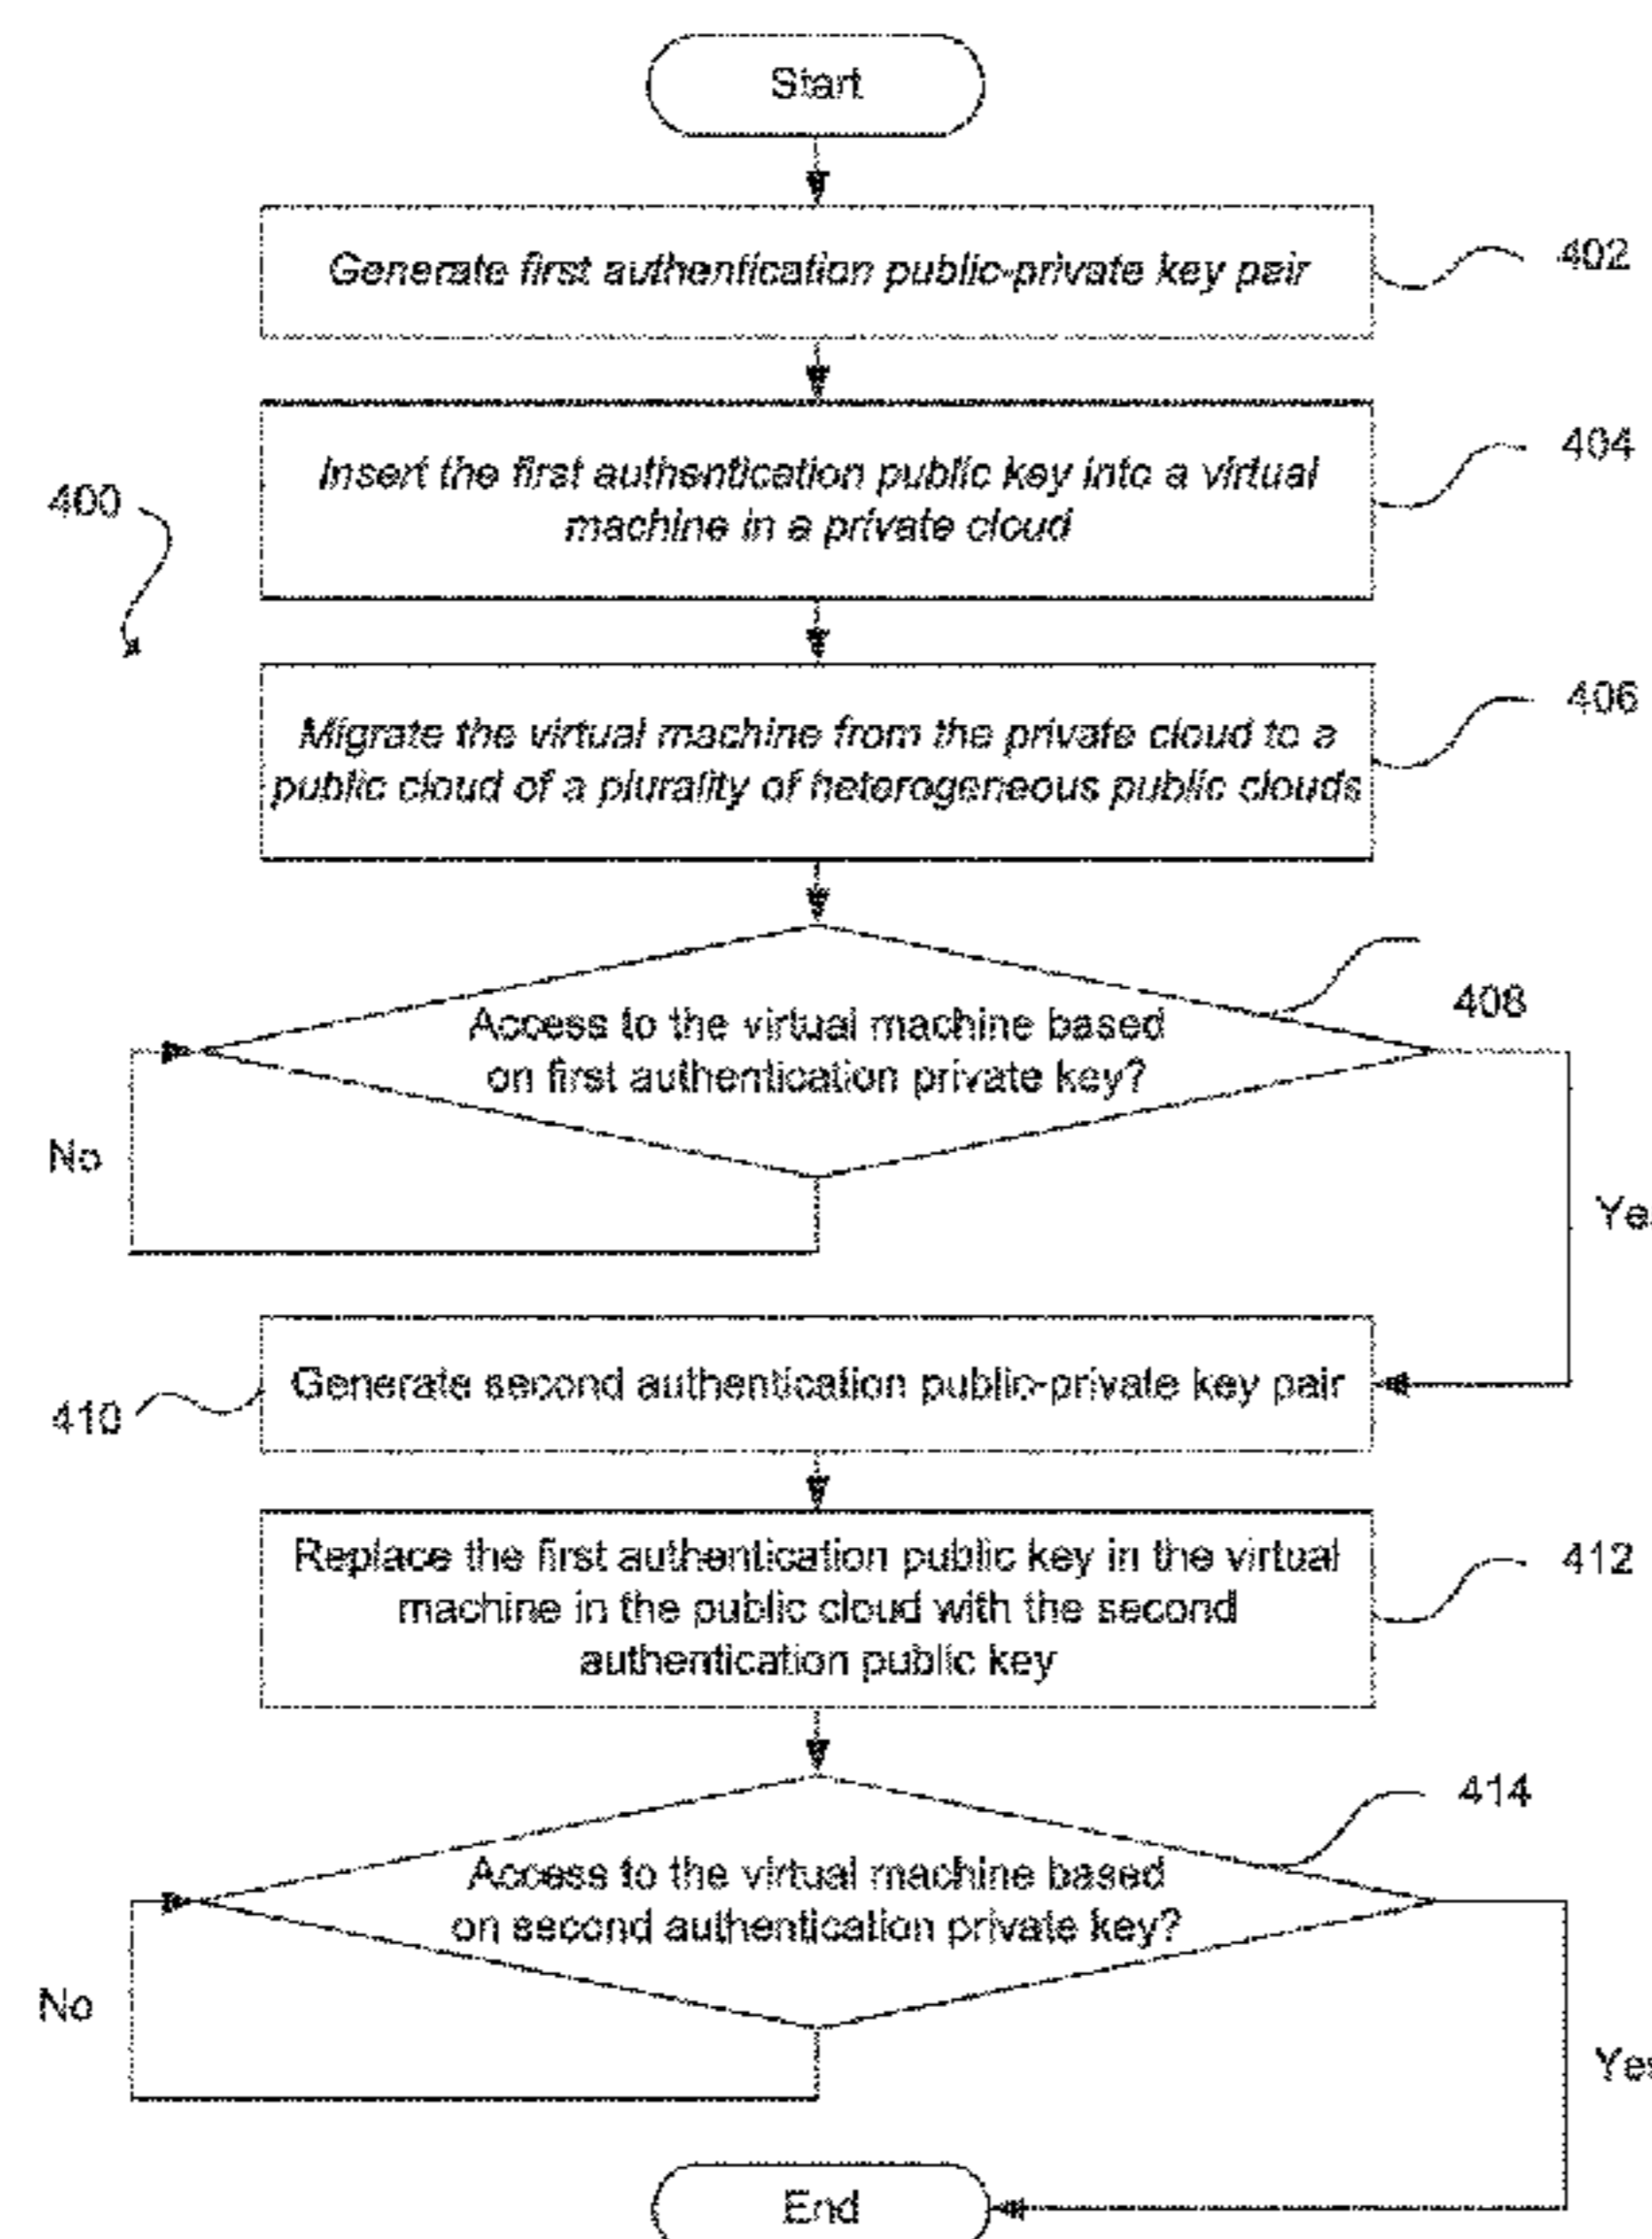 Start
Generate first authentication public-private key pair
402
Insert the first authentication public key into a virtual
machine in a private cloud
404
400
Migrate the virtual machine from the private cloud to a
public cloud of a plurality of heterogeneous public clouds
406
Access to the virtual machine based
on first authentication private key?
408
No
Ye
Generate second authentication public-private key pair
410
Replace the first authentication public key in the virtual
machine in the public cloud with the second
authentication public key
412
Access to the virtual machine based
on second authentication private key?
414
No
Yes
End